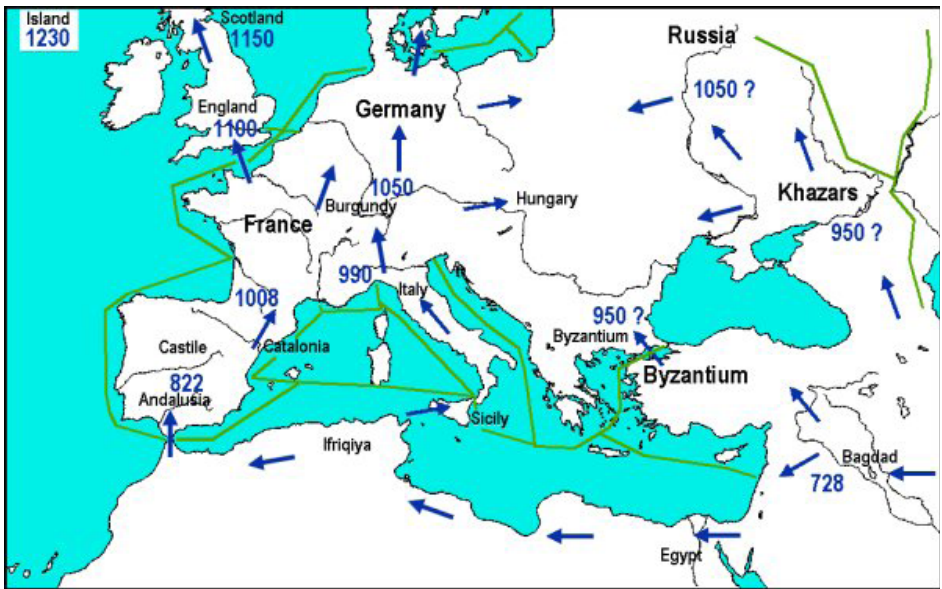 Island
1230
Scotland
1150
Russia
1050 ?
England
1100
Germany
1050
Burgundy
Hungary
Khazars
France
950 ?
990
Italy
1008
950 ?
Byzantium
Castile
Catalonia
Byzantium
822
Andalusia
Sicily
Ifriqiya
Bagdad
728
Egypt